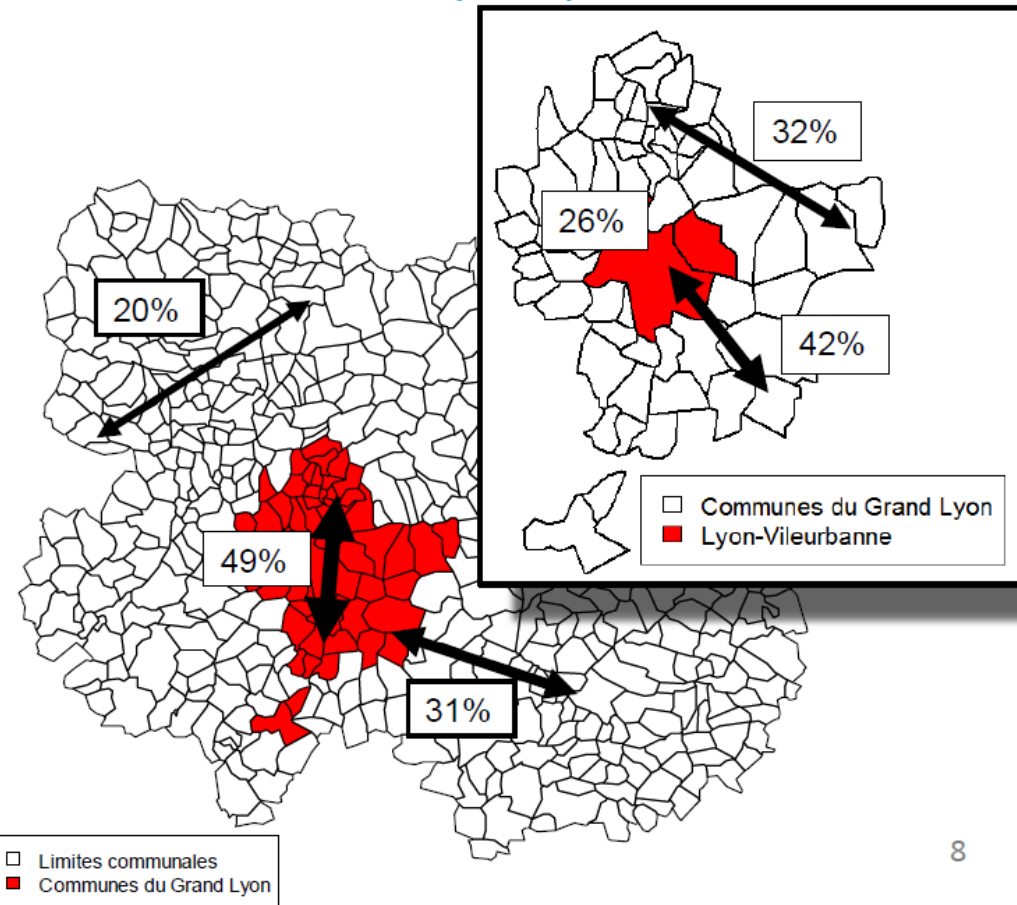 32%
26%
20%
42%
Communes du Grand Lyon
Lyon-Vileurbanne
49%
31%
8
Limites communales
Communes du Grand Lyon